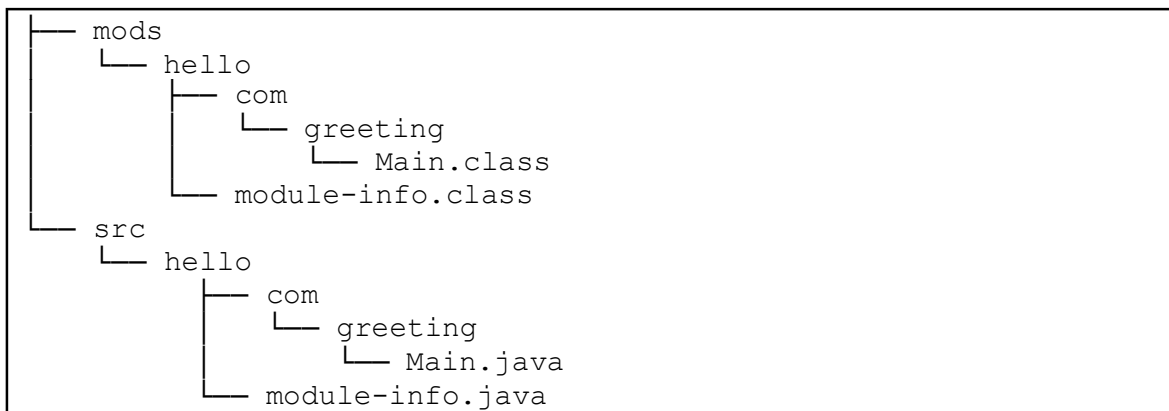 ├── mods
│   └── hello
│       ├── com
│       │   └── greeting
│       │       └── Main.class
│       └── module-info.class
└── src
    └── hello
        ├── com
        │   └── greeting
        │       └── Main.java
        └── module-info.java